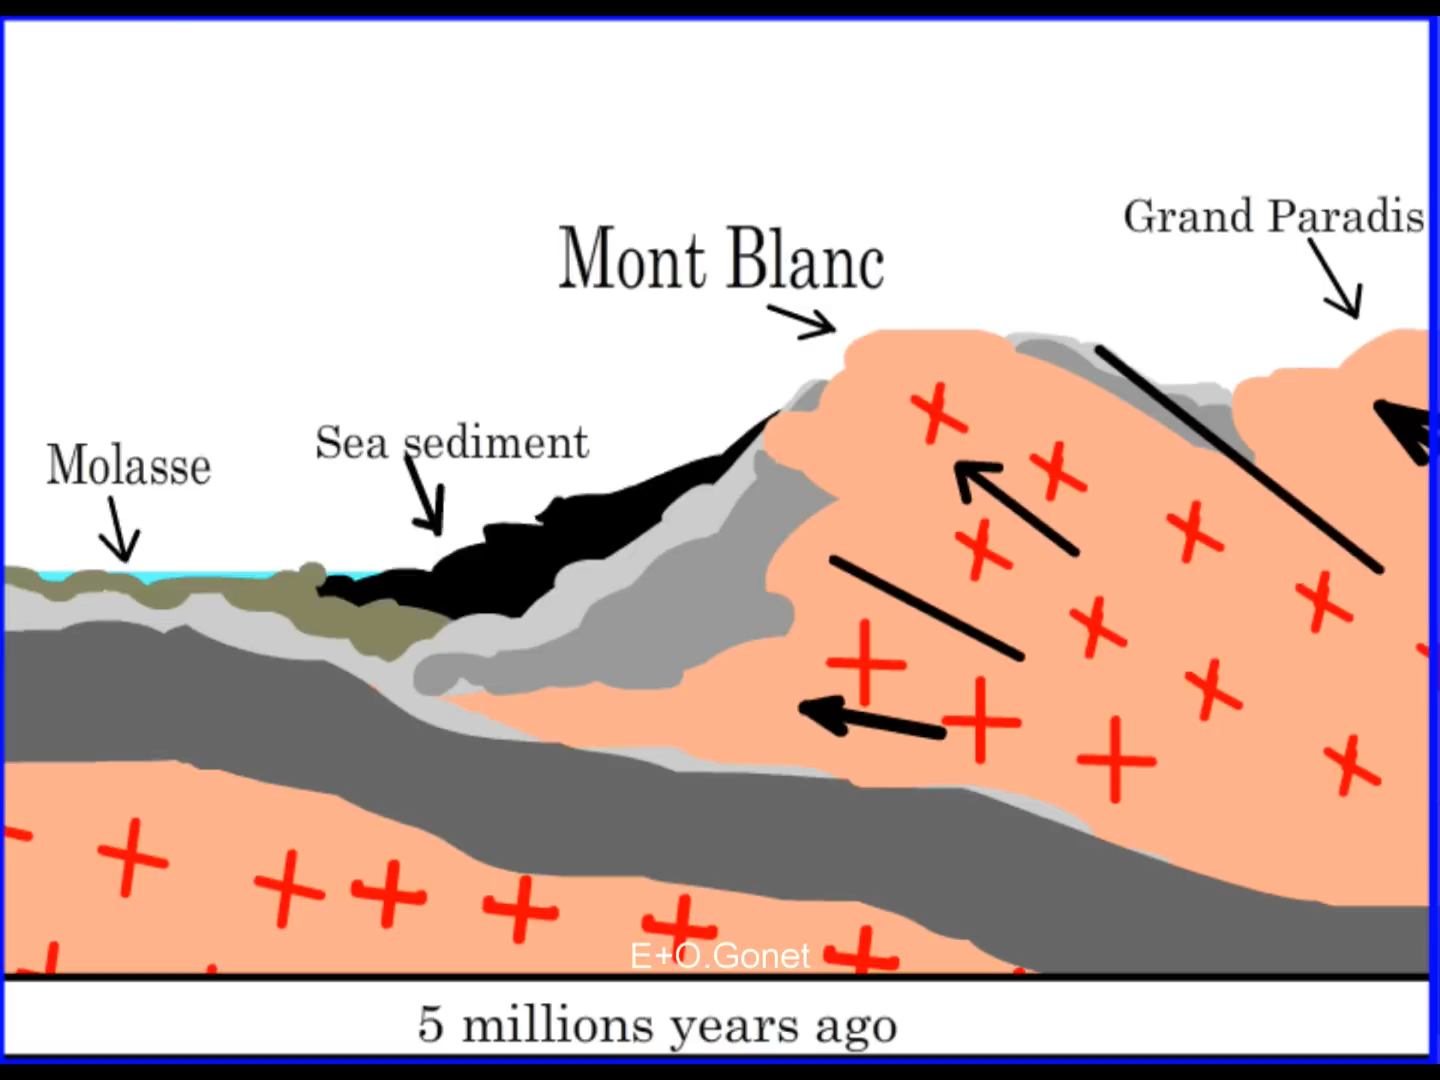 Grand Paradis
Mont Blanc
Sea sediment
Molasse
E+O.Gonet
5 millions years ago